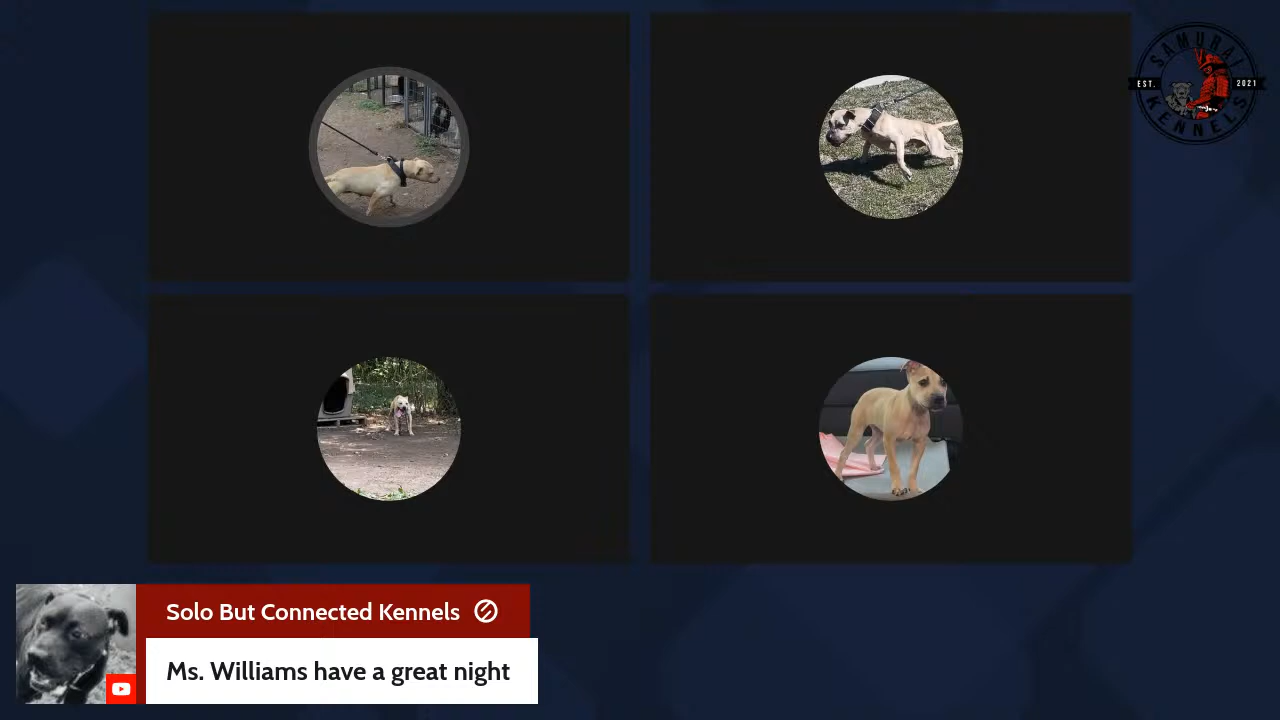 SAMURAI
EST. 2021
KENNELS
Solo But Connected Kennels
Ms. Williams have a great night